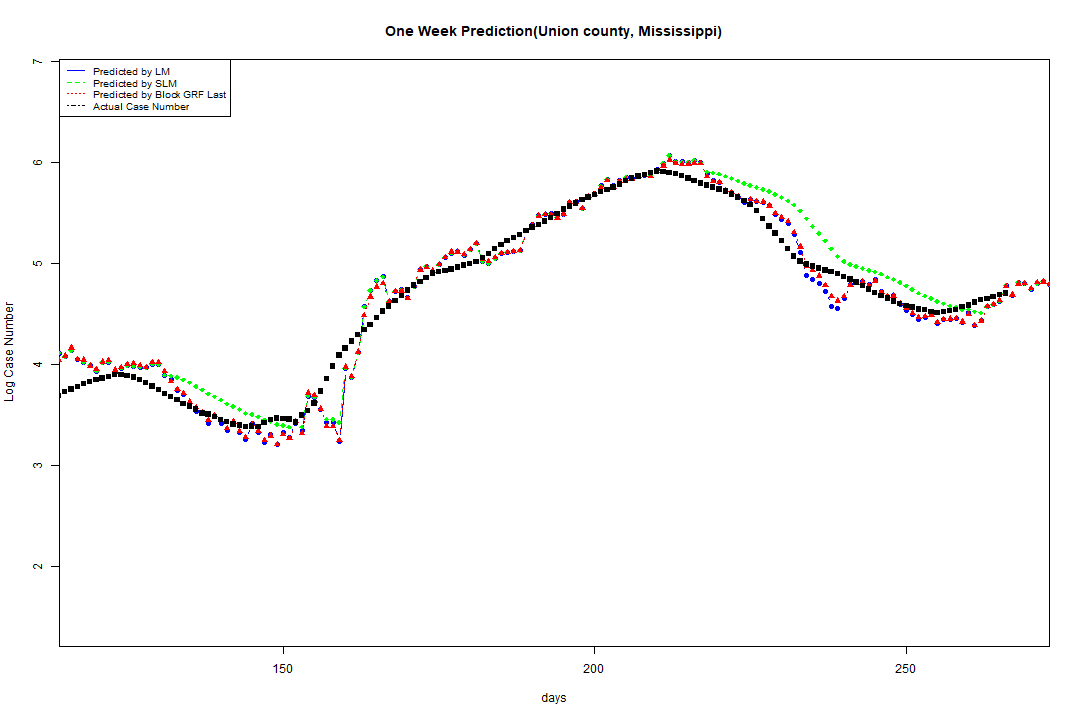 One Week Prediction(Union county, Mississippi)
Predicted by LM
Predicted by SLM
Predicted by Block GRF Last
Actual Case Number
7
6
5
4
3
2
Log Case Number
150
200
250
days